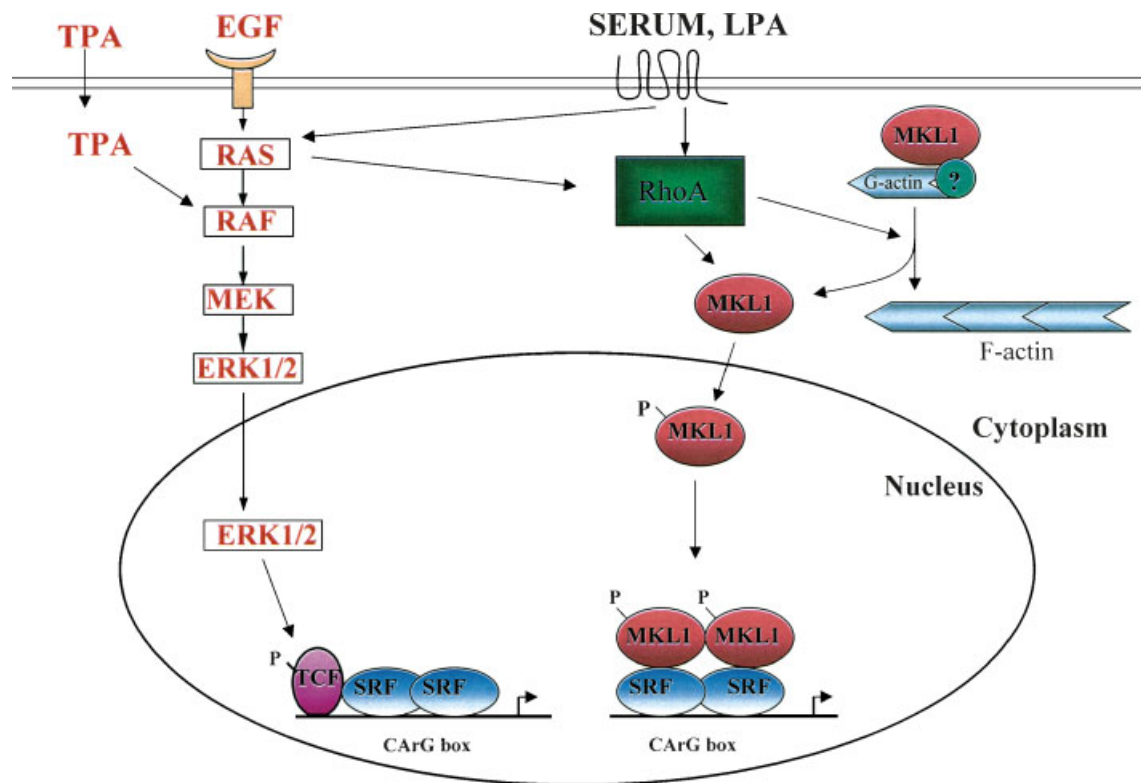 TPA
EGF
SERUM, LPA
TPA
RAS
RhoA
MKL1
G-actin
?
RAF
MEK
MKL1
F-actin
ERK1/2
P
MKL1
Cytoplasm
Nucleus
ERK1/2
P
TCF
SRF
SRF
CArG box
P
P
MKL1
MKL1
SRF
SRF
CArG box